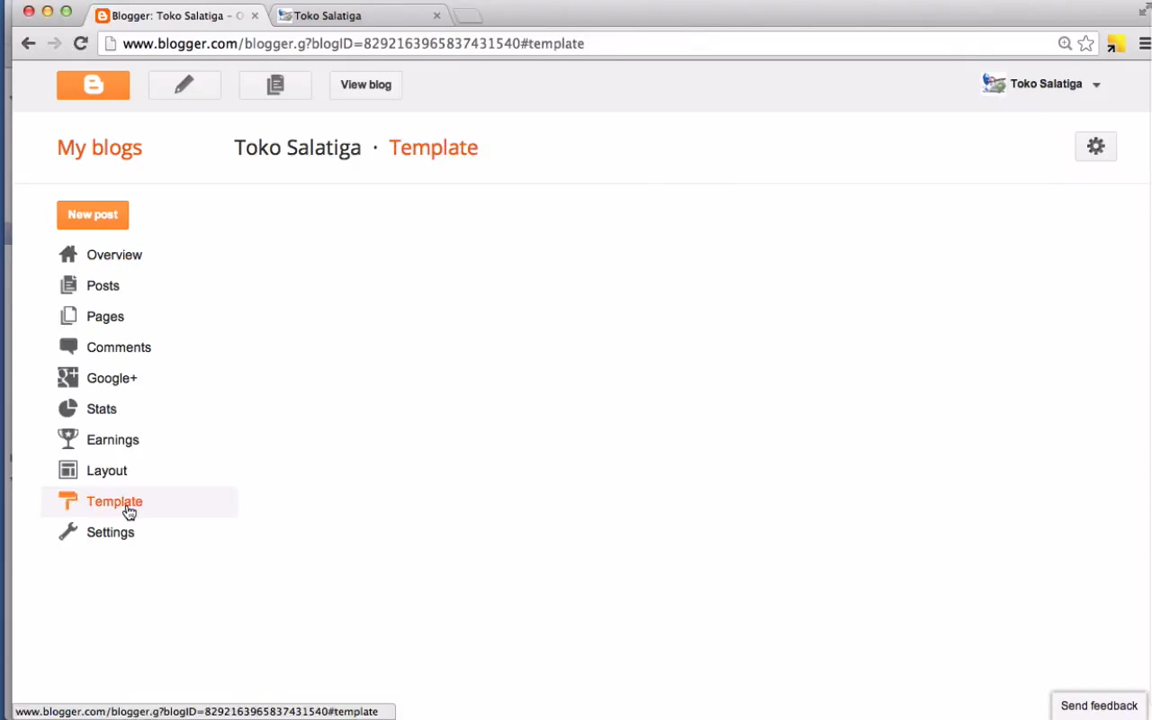 Blogger: Toko Salatiga -
Toko Salatiga
www.blogger.com/blogger.g?blogID=8292163965837431540#template
View blog
Toko Salatiga
My blogs
Toko Salatiga · Template
New post
Overview
Posts
Pages
Comments
Google+
Stats
Earnings
Layout
Template
Settings
Send feedback
www.blogger.com/blogger.g?blogID=8292163965837431540#template